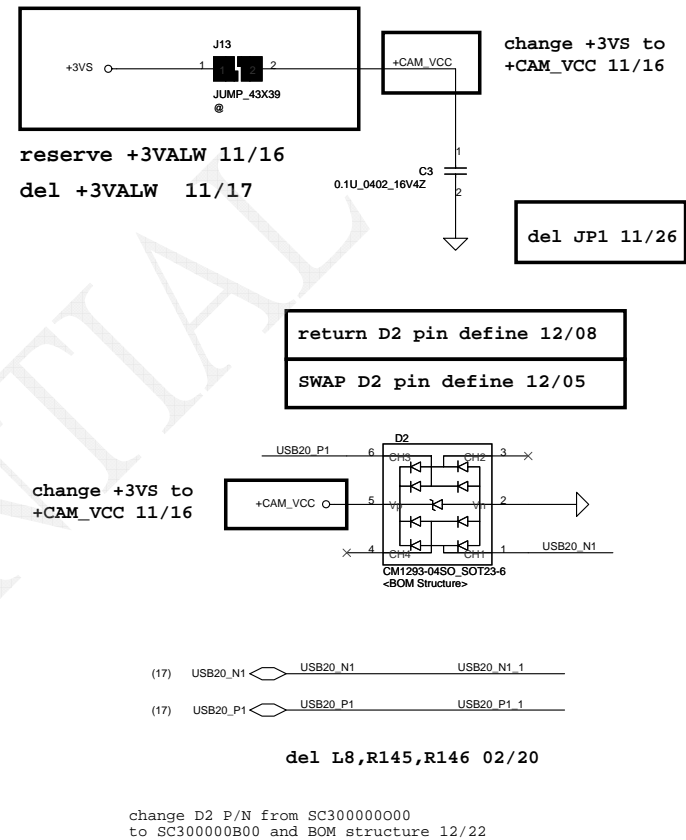 J13
+3VS
1
1
2
2
+CAM_VCC
JUMP_43X39
@
change +3VS to
+CAM_VCC 11/16
reserve +3VALW 11/16
del +3VALW  11/17
1
C3
0.1U_0402_16V4Z
2
del JP1 11/26
return D2 pin define 12/08
SWAP D2 pin define 12/05
D2
USB20_P1
6
CH3
CH2
3
change +3VS to
+CAM_VCC 11/16
+CAM_VCC
5
Vp
Vn
2
4
CH4
CH1
1
USB20_N1
CM1293-04SO_SOT23-6
<BOM Structure>
(17) USB20_N1 USB20_N1 USB20_N1_1
(17) USB20_P1 USB20_P1 USB20_P1_1
del L8,R145,R146 02/20
change D2 P/N from SC300000O00
to SC300000B00 and BOM structure 12/22
NTIAL